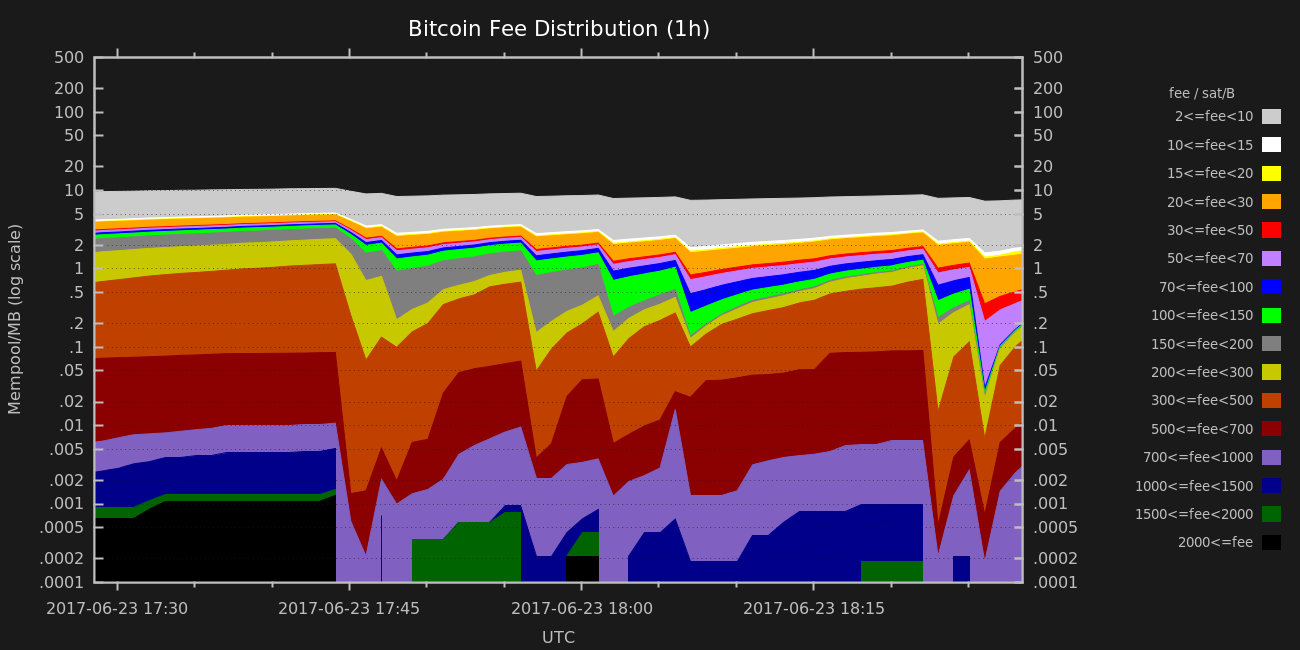 Bitcoin Fee Distribution (1h)
Mempool/MB (log scale)
500
200
100
50
20
10
5
2
1
.5
.2
.1
.05
.02
.01
.005
.002
.001
.0005
.0002
.0001
500
200
100
50
20
10
5
2
1
.5
.2
.1
.05
.02
.01
.005
.002
.001
.0005
.0002
.0001
2017-06-23 17:30
2017-06-23 17:45
2017-06-23 18:00
2017-06-23 18:15
UTC
fee / sat/B
2<=fee<10
10<=fee<15
15<=fee<20
20<=fee<30
30<=fee<50
50<=fee<70
70<=fee<100
100<=fee<150
150<=fee<200
200<=fee<300
300<=fee<500
500<=fee<700
700<=fee<1000
1000<=fee<1500
1500<=fee<2000
2000<=fee